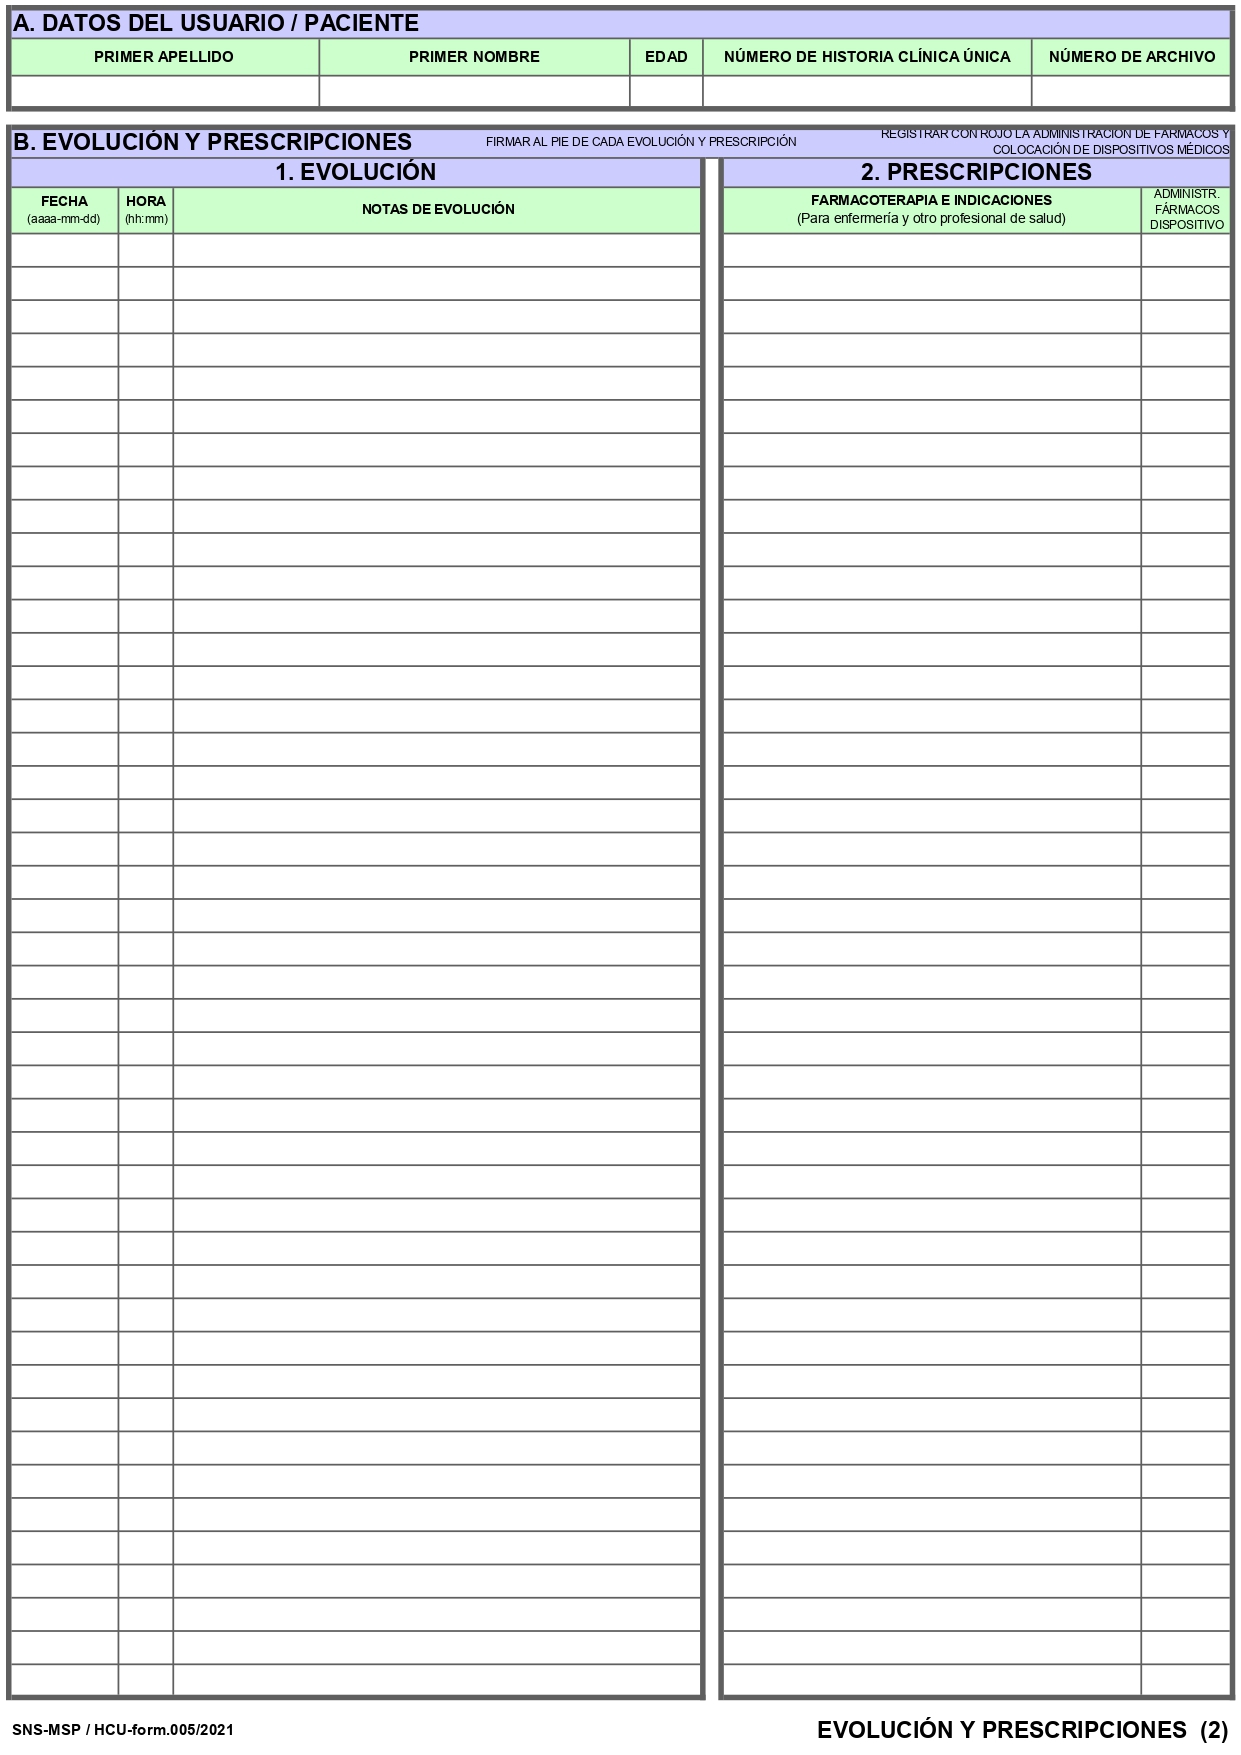 A. DATOS DEL USUARIO / PACIENTE
PRIMER APELLIDO PRIMER NOMBRE EDAD NÚMERO DE HISTORIA CLÍNICA ÚNICA NÚMERO DE ARCHIVO
B. EVOLUCIÓN Y PRESCRIPCIONES FIRMAR AL PIE DE CADA EVOLUCIÓN Y PRESCRIPCIÓN REGISTRAR CON ROJO LA ADMINISTRACIÓN DE FÁRMACOS Y
COLOCACIÓN DE DISPOSITIVOS MÉDICOS
1. EVOLUCIÓN
FECHA
(aaaa-mm-dd)
HORA
(hh:mm)
NOTAS DE EVOLUCIÓN
2. PRESCRIPCIONES
FARMACOTERAPIA E INDICACIONES
(Para enfermería y otro profesional de salud)
ADMINISTR.
FÁRMACOS
DISPOSITIVO
SNS-MSP / HCU-form.005/2021
EVOLUCIÓN Y PRESCRIPCIONES (2)